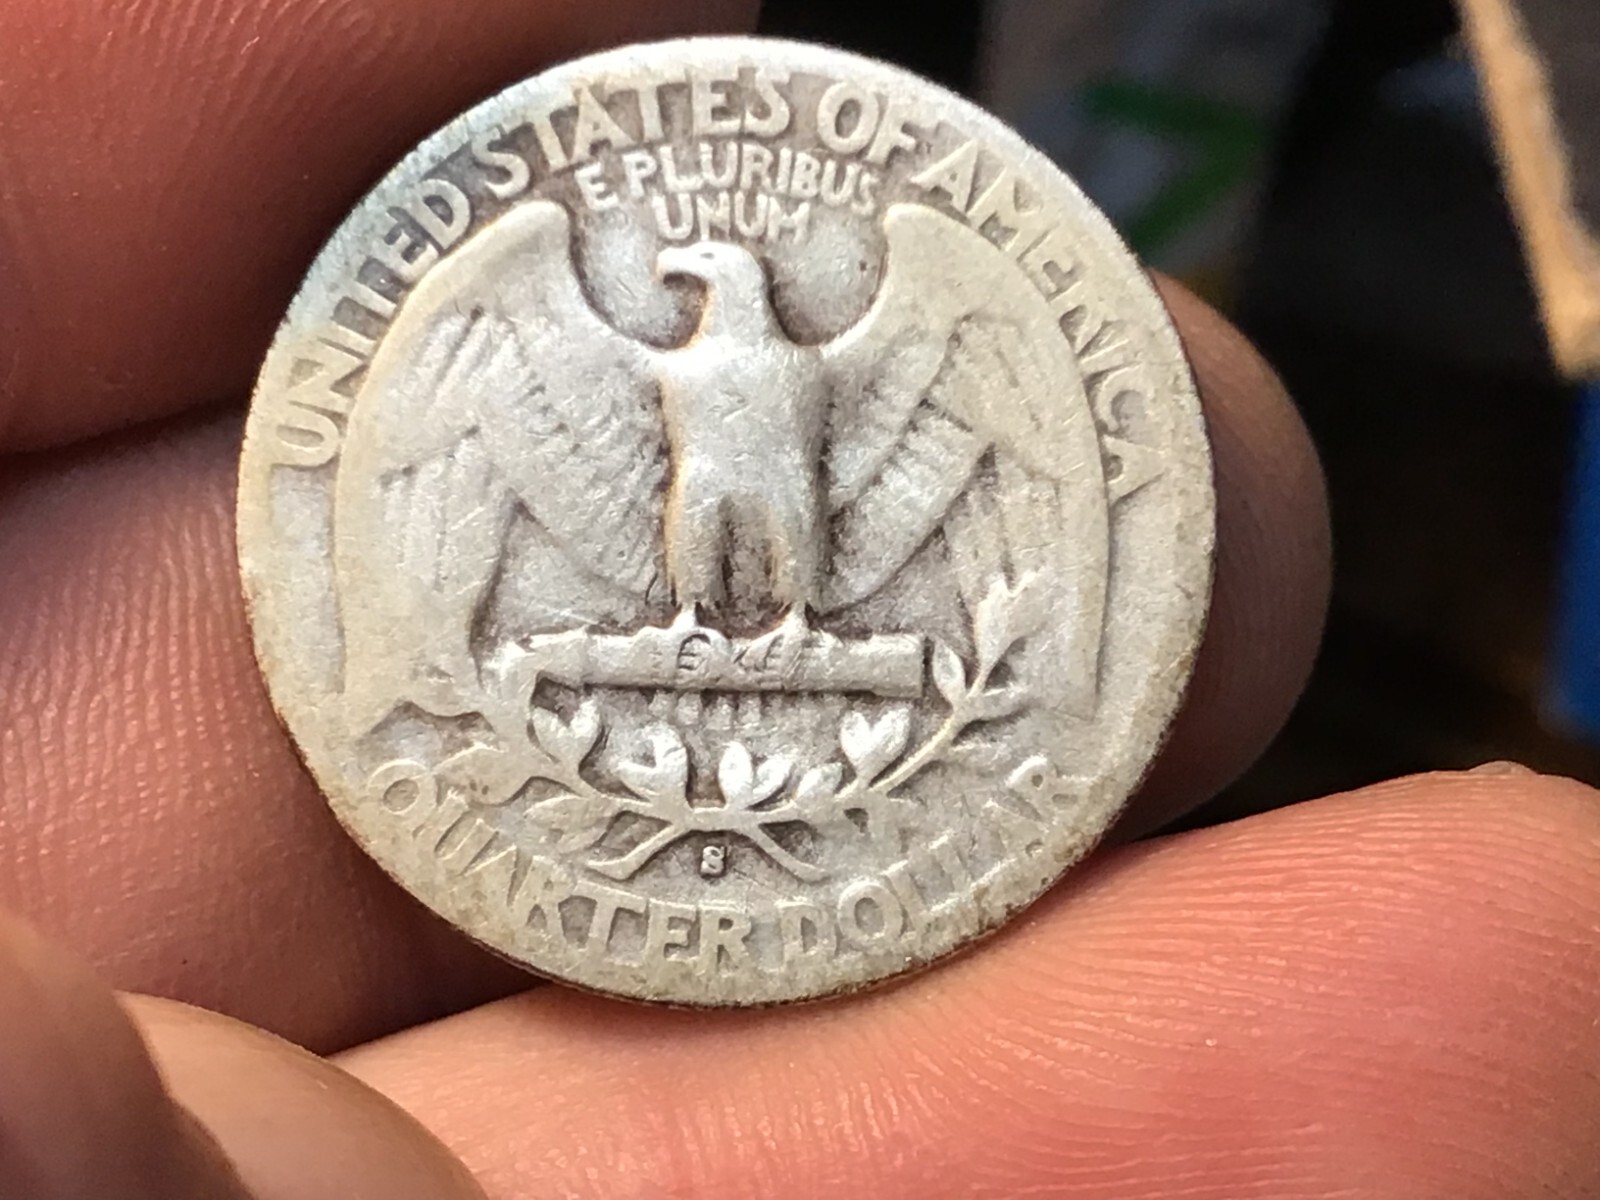 UNITED STATES OF AMERICA
E PLURIBUS
UNUM
S
QUARTER DOLLAR